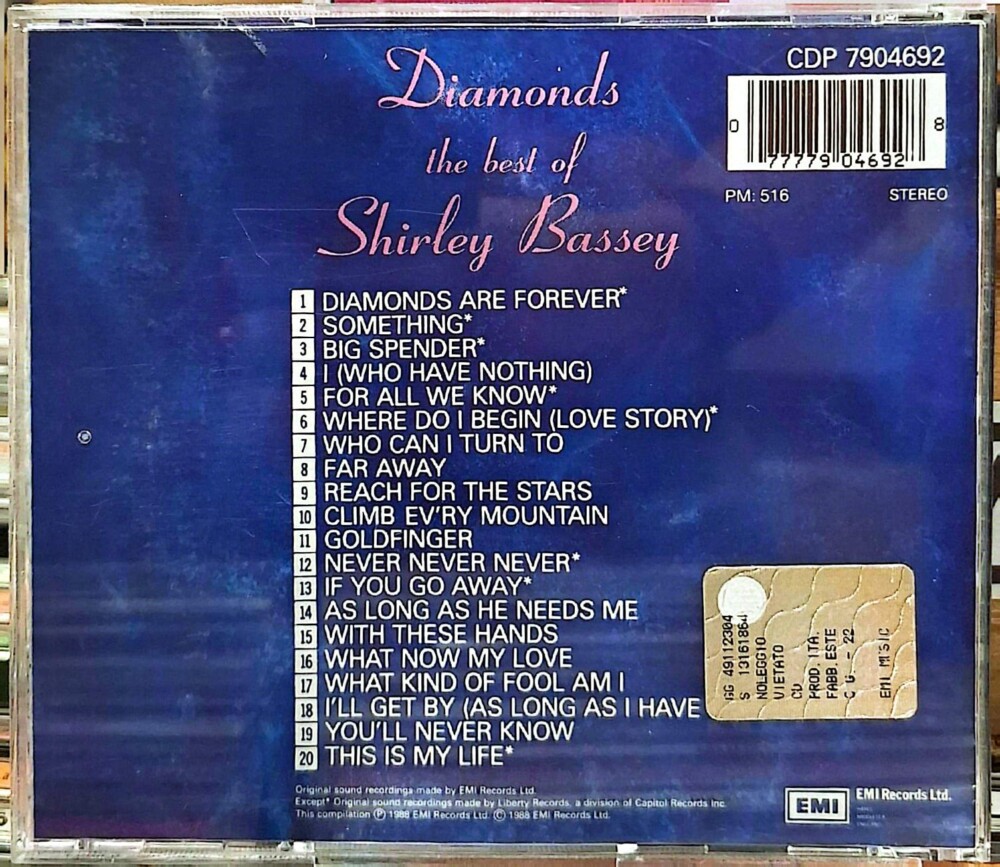 Diamonds
the best of
Shirley Bassey
CDP 7904692
0 77779 04692 8
PM: 516 STEREO
1 DIAMONDS ARE FOREVER*
2 SOMETHING*
3 BIG SPENDER*
4 I (WHO HAVE NOTHING)
5 FOR ALL WE KNOW*
6 WHERE DO I BEGIN (LOVE STORY)*
7 WHO CAN I TURN TO
8 FAR AWAY
9 REACH FOR THE STARS
10 CLIMB EV'RY MOUNTAIN
11 GOLDFINGER
12 NEVER NEVER NEVER*
13 IF YOU GO AWAY*
14 AS LONG AS HE NEEDS ME
15 WITH THESE HANDS
16 WHAT NOW MY LOVE
17 WHAT KIND OF FOOL AM I
18 I'LL GET BY (AS LONG AS I HAVE
19 YOU'LL NEVER KNOW
20 THIS IS MY LIFE*
GG 49112304
S 13161864
NOLEGGIO
VIETATO
CD
PROD.ITA.
FABB.ESTE
C U. - 22
EMI MUSIC
Original sound recordings made by EMI Records Ltd.
Except* Original sound recordings made by Liberty Records, a division of Capitol Records Inc.
This compilation Ⓟ 1988 EMI Records Ltd. Ⓒ 1988 EMI Records Ltd.
EMI
EMI Records Ltd.